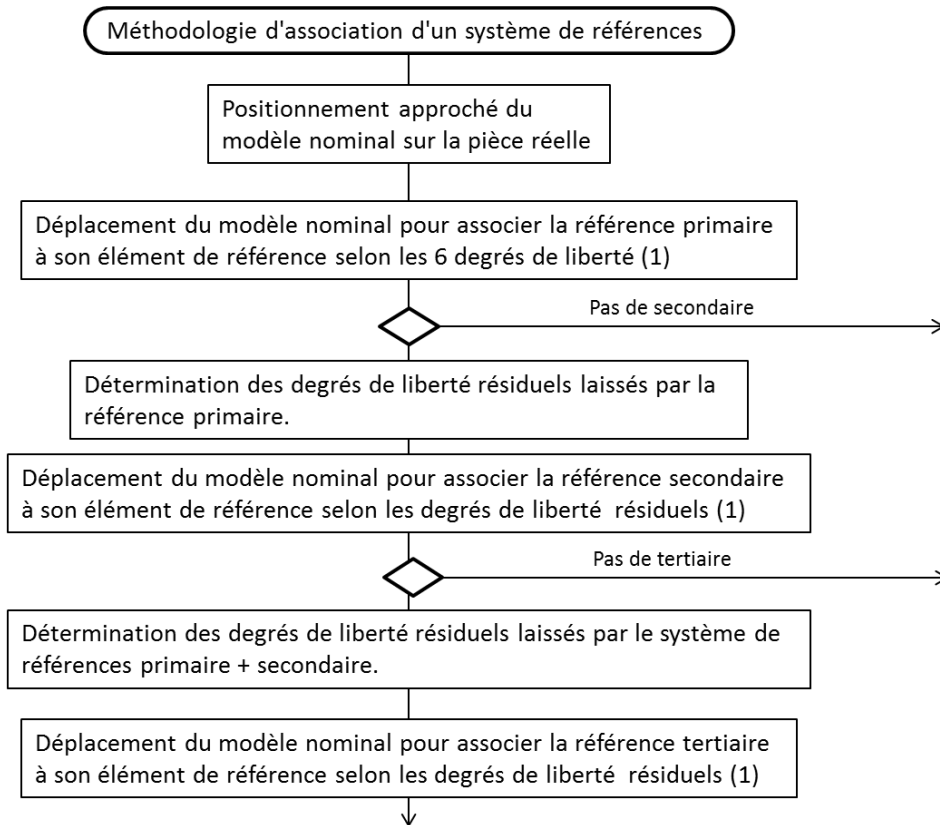 Méthodologie d'association d'un système de références
Positionnement approché du
modèle nominal sur la pièce réelle
Déplacement du modèle nominal pour associer la référence primaire
à son élément de référence selon les 6 degrés de liberté (1)
Pas de secondaire
Détermination des degrés de liberté résiduels laissés par la
référence primaire.
Déplacement du modèle nominal pour associer la référence secondaire
à son élément de référence selon les degrés de liberté résiduels (1)
Pas de tertiaire
Détermination des degrés de liberté résiduels laissés par le système de
références primaire + secondaire.
Déplacement du modèle nominal pour associer la référence tertiaire
à son élément de référence selon les degrés de liberté résiduels (1)